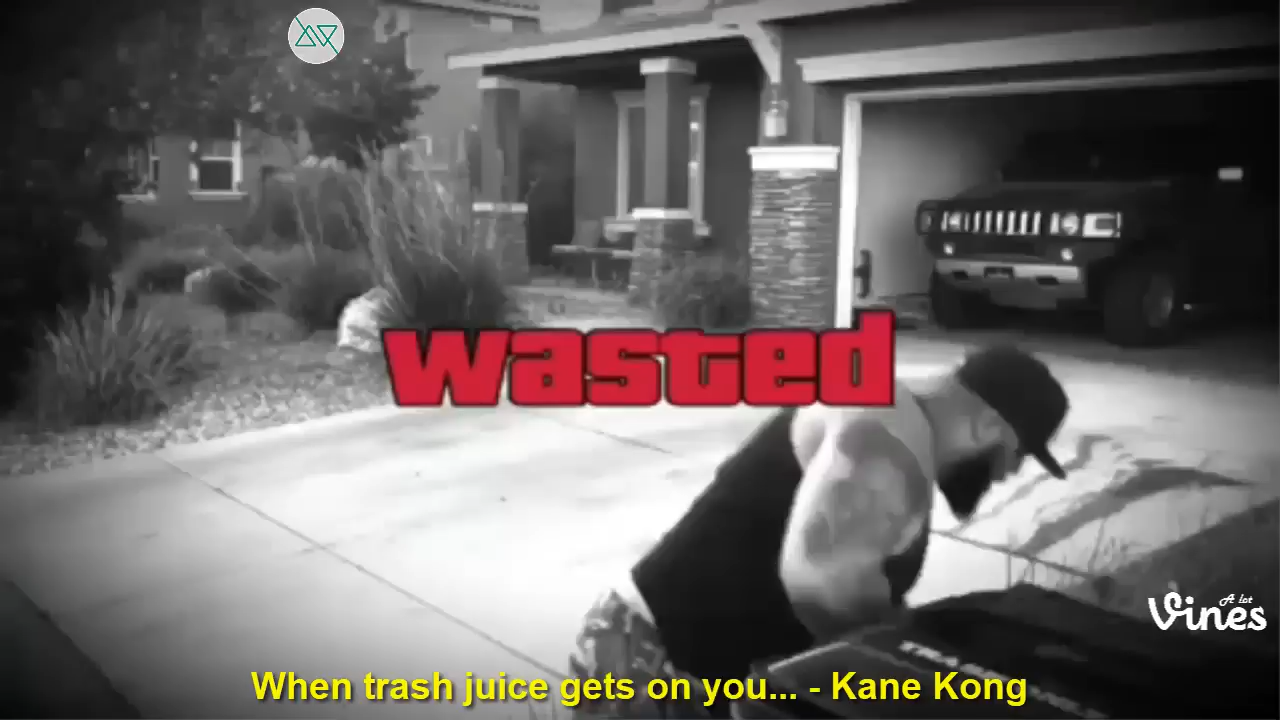 wasted
A lot
Vines
When trash juice gets on you... - Kane Kong